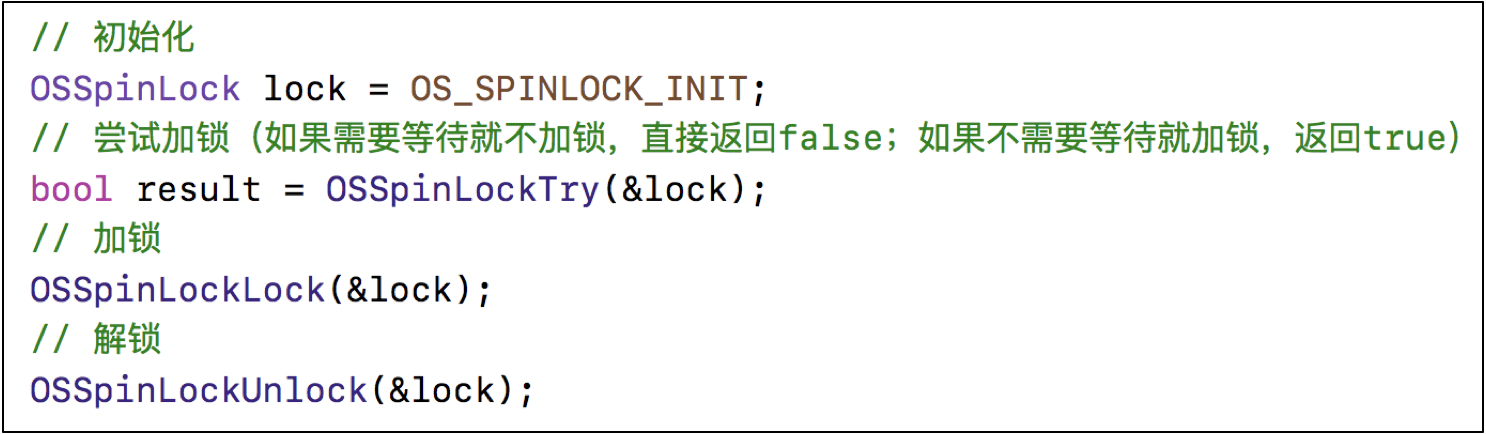 // 初始化
OSSpinLock lock = OS_SPINLOCK_INIT;
// 尝试加锁（如果需要等待就不加锁，直接返回false；如果不需要等待就加锁，返回true）
bool result = OSSpinLockTry(&lock);
// 加锁
OSSpinLockLock(&lock);
// 解锁
OSSpinLockUnlock(&lock);